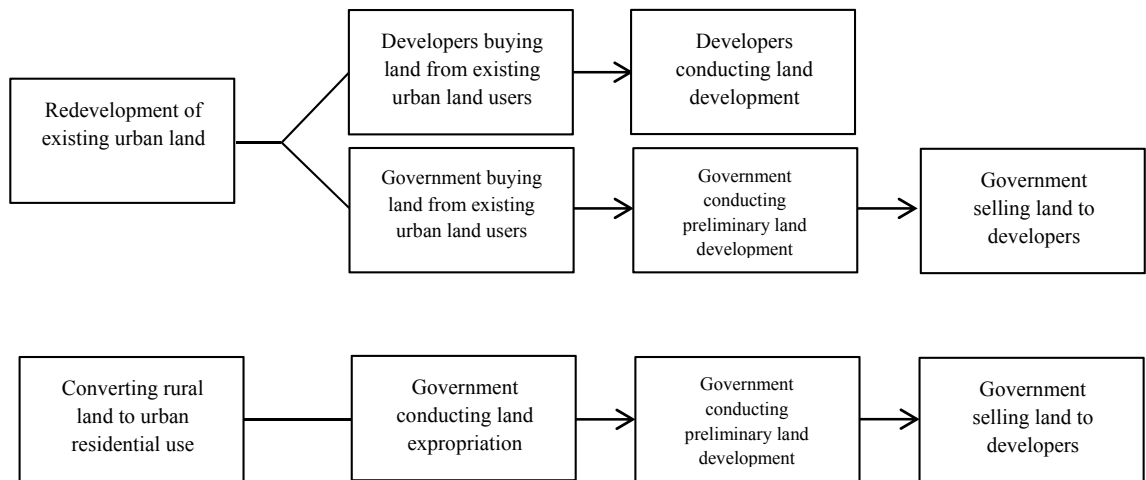 Developers buying
land from existing
urban land users
Developers
conducting land
development
Redevelopment of
existing urban land
Government buying
land from existing
urban land users
Government
conducting
preliminary land
development
Government
selling land to
developers
Converting rural
land to urban
residential use
Government
conducting land
expropriation
Government
conducting
preliminary land
development
Government
selling land to
developers